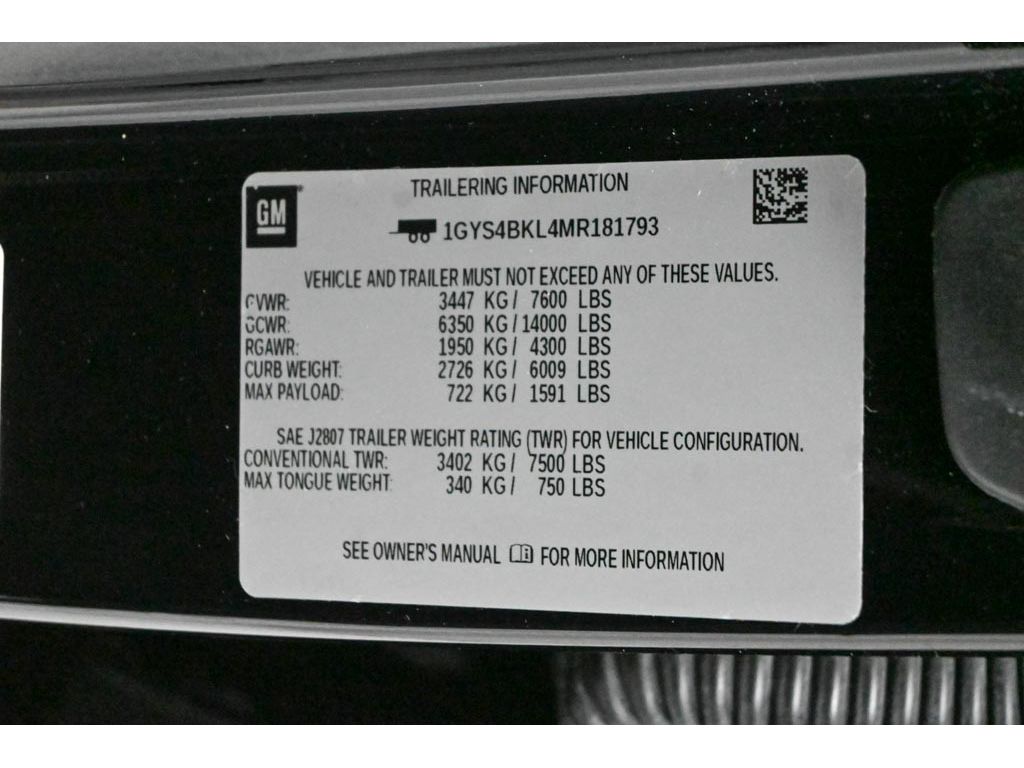 GM
TRAILERING INFORMATION
1GYS4BKL4MR181793
VEHICLE AND TRAILER MUST NOT EXCEED ANY OF THESE VALUES.
GVWR: 3447 KG / 7600 LBS
GCWR: 6350 KG / 14000 LBS
RGAWR: 1950 KG / 4300 LBS
CURB WEIGHT: 2726 KG / 6009 LBS
MAX PAYLOAD: 722 KG / 1591 LBS
SAE J2807 TRAILER WEIGHT RATING (TWR) FOR VEHICLE CONFIGURATION.
CONVENTIONAL TWR: 3402 KG / 7500 LBS
MAX TONGUE WEIGHT: 340 KG / 750 LBS
SEE OWNER'S MANUAL FOR MORE INFORMATION